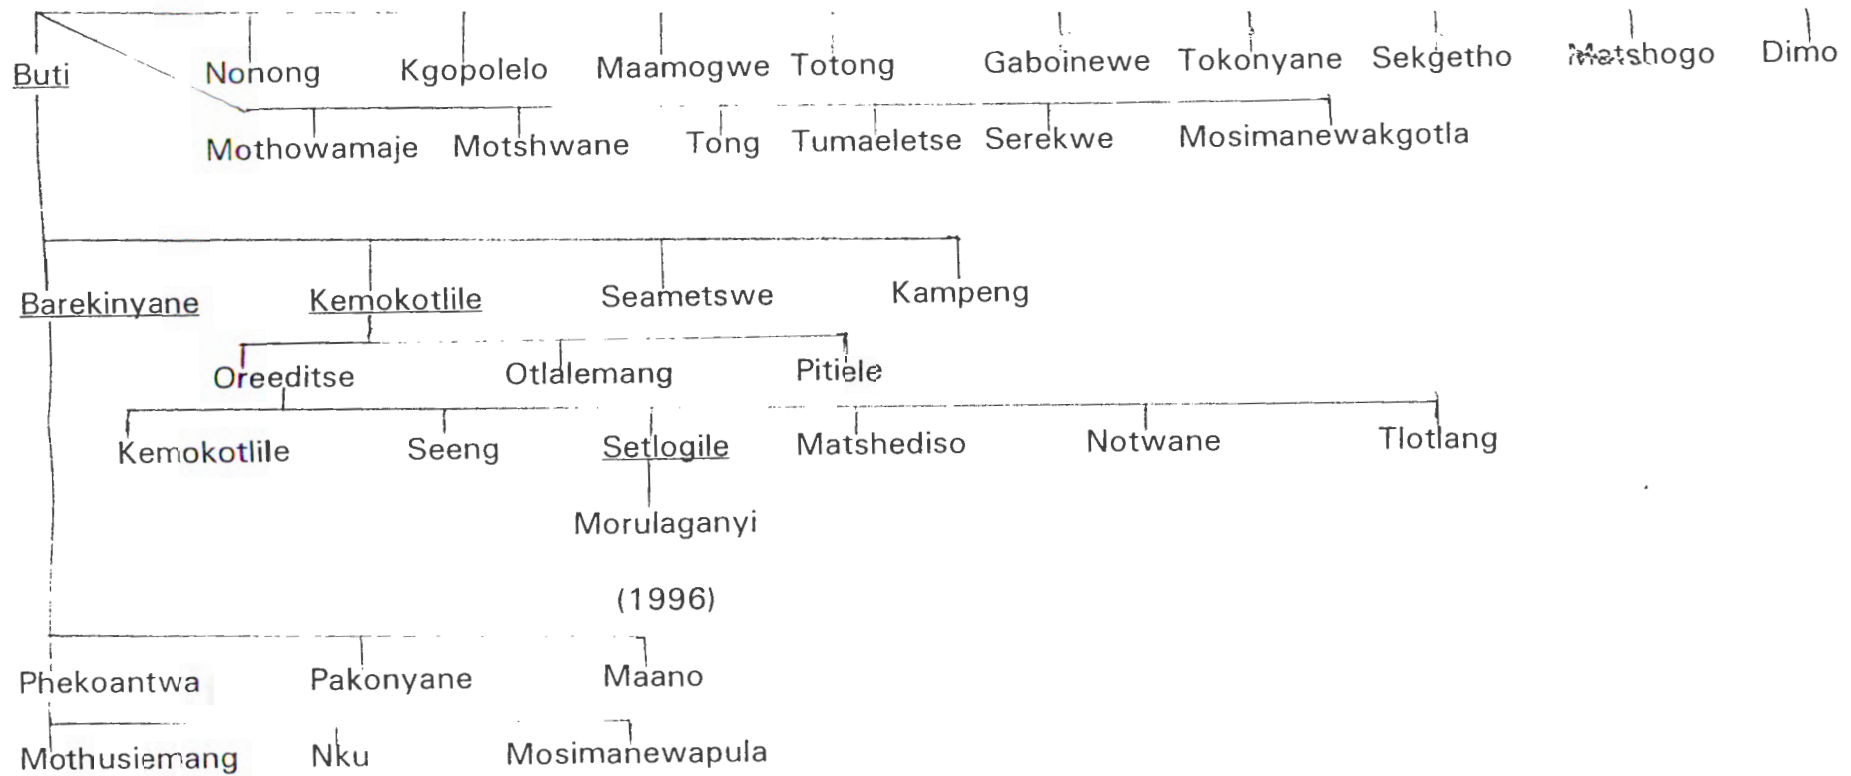 Buti Nonong Kgopolelo Maamogwe Totong Gaboinewe Tokonyane Sekgetho Matshogo Dimo
Mothowamaje Motshwane Tong Tumaeletse Serekwe Mosimanewakgotla
Barekinyane Kemokotlile Seametswe Kampeng
Oreeditse Otlalemang Pitiele
Kemokotlile Seeng Setlogile Matshediso Notwane Tlotlang
Morulaganyi
(1996)
Phekoantwa Pakonyane Maano
Mothusiemang Nku Mosimanewapula